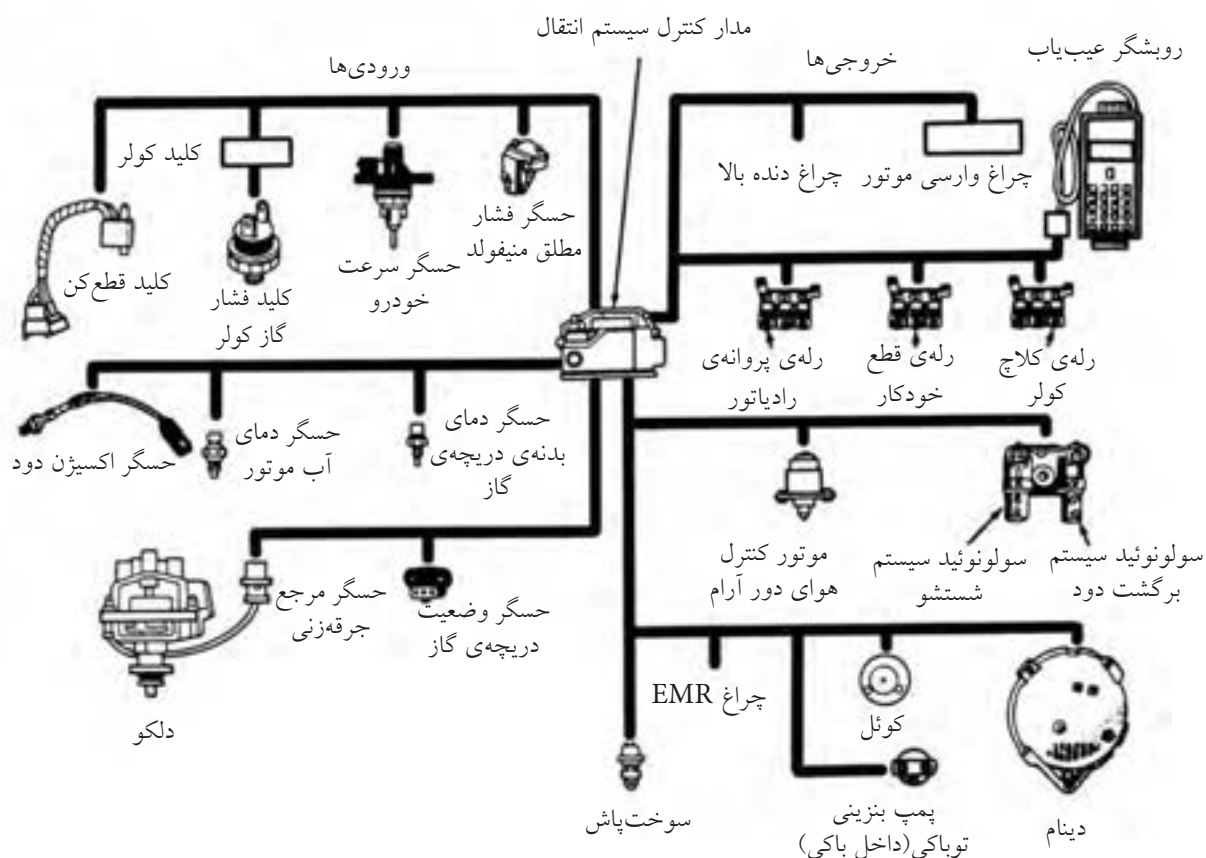 مدار کنترل سیستم انتقال
روبشگر عیب‌یاب
خروجی‌ها
ورودی‌ها
کلید کولر
چراغ دنده بالا
چراغ وارسی موتور
حسگر فشار
مطلق منیفولد
حسگر سرعت
خودرو
کلید قطع‌کن
کلید فشار
گاز کولر
رله‌ی کلاچ
کولر
رله‌ی قطع
خودکار
رله‌ی پروانه‌ی
رادیاتور
حسگر دمای
بدنه‌ی دریچه‌ی
گاز
حسگر دمای
آب موتور
حسگر اکسیژن دود
سولونوئید سیستم
برگشت دود
سولونوئید سیستم
شستشو
موتور کنترل
هوای دور آرام
حسگر وضعیت
دریچه‌ی گاز
حسگر مرجع
جرقه‌زنی
دلکو
چراغ EMR
کوئل
سوخت‌پاش
پمپ بنزینی
توباکی(داخل باکی)
دینام